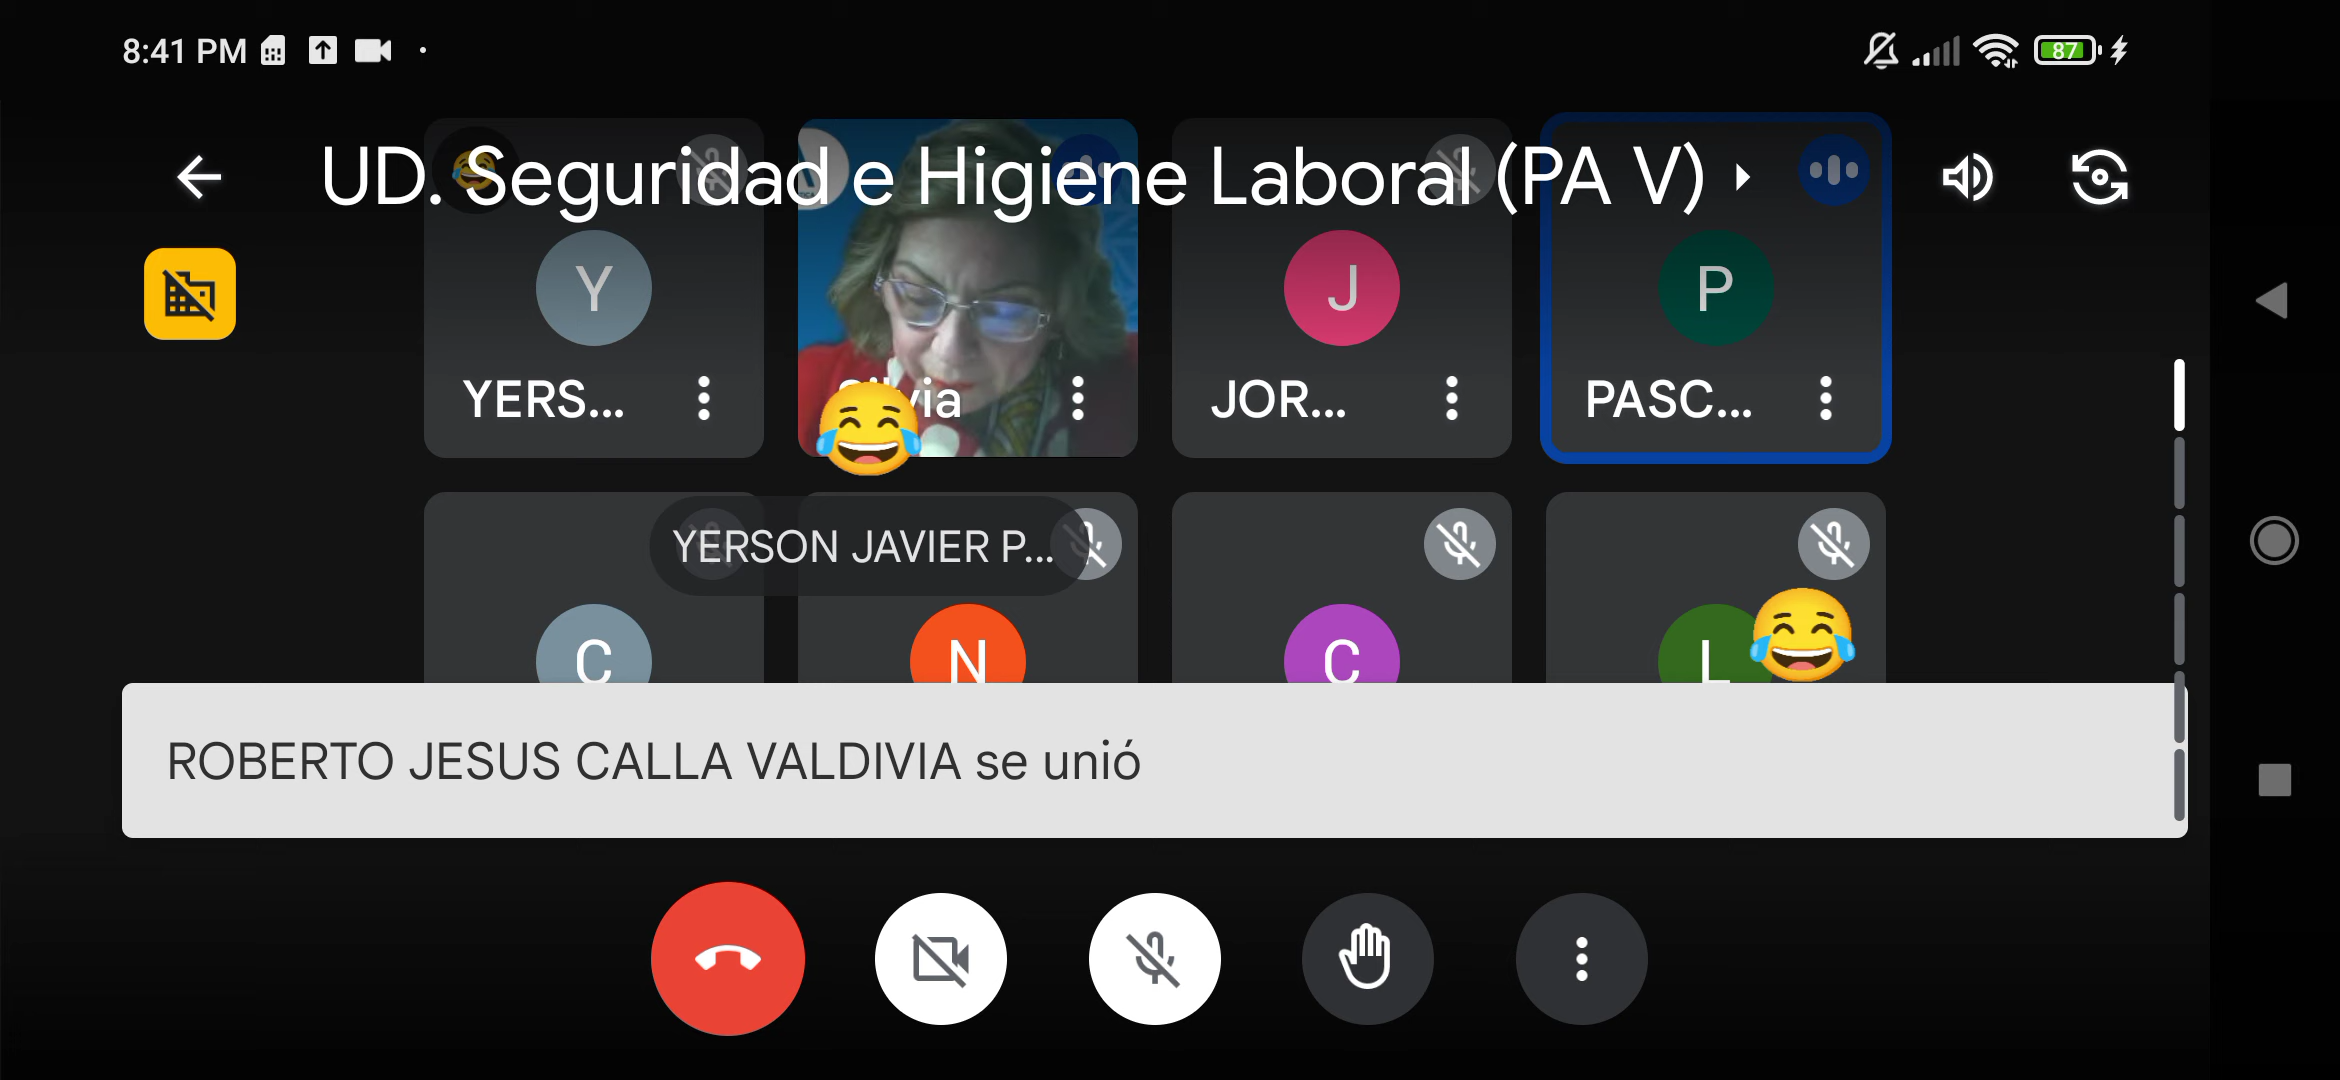 8:41 PM
87
UD. Seguridad e Higiene Laboral (PA V)
Y
J
P
YERS...
Silvia
JOR...
PASC...
YERSON JAVIER P...
C
N
C
L
ROBERTO JESUS CALLA VALDIVIA se unió